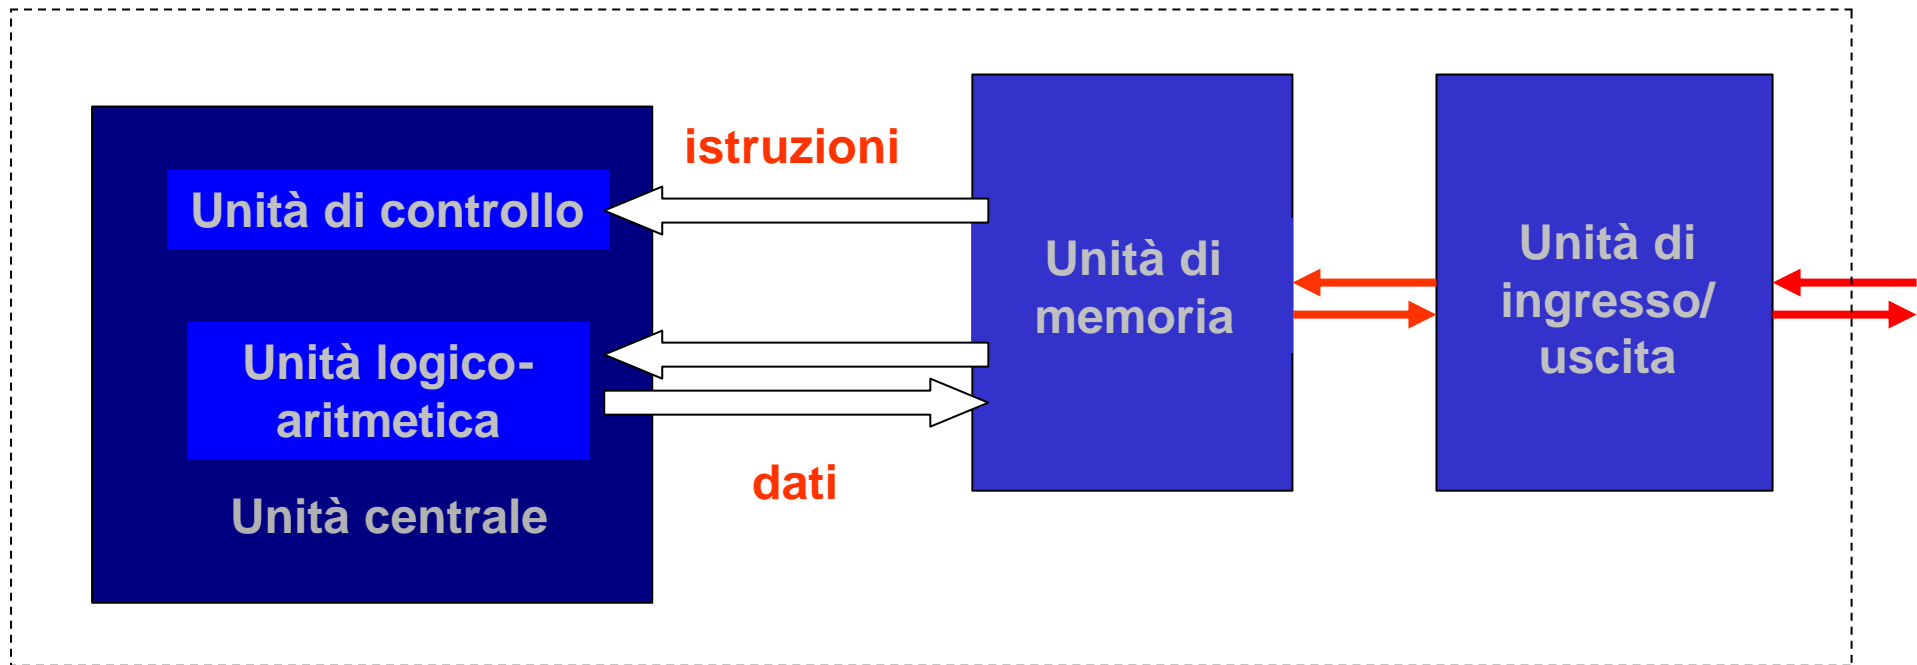 istruzioni
Unità di controllo
Unità logico-
aritmetica
Unità centrale
dati
Unità di
memoria
Unità di
ingresso/
uscita